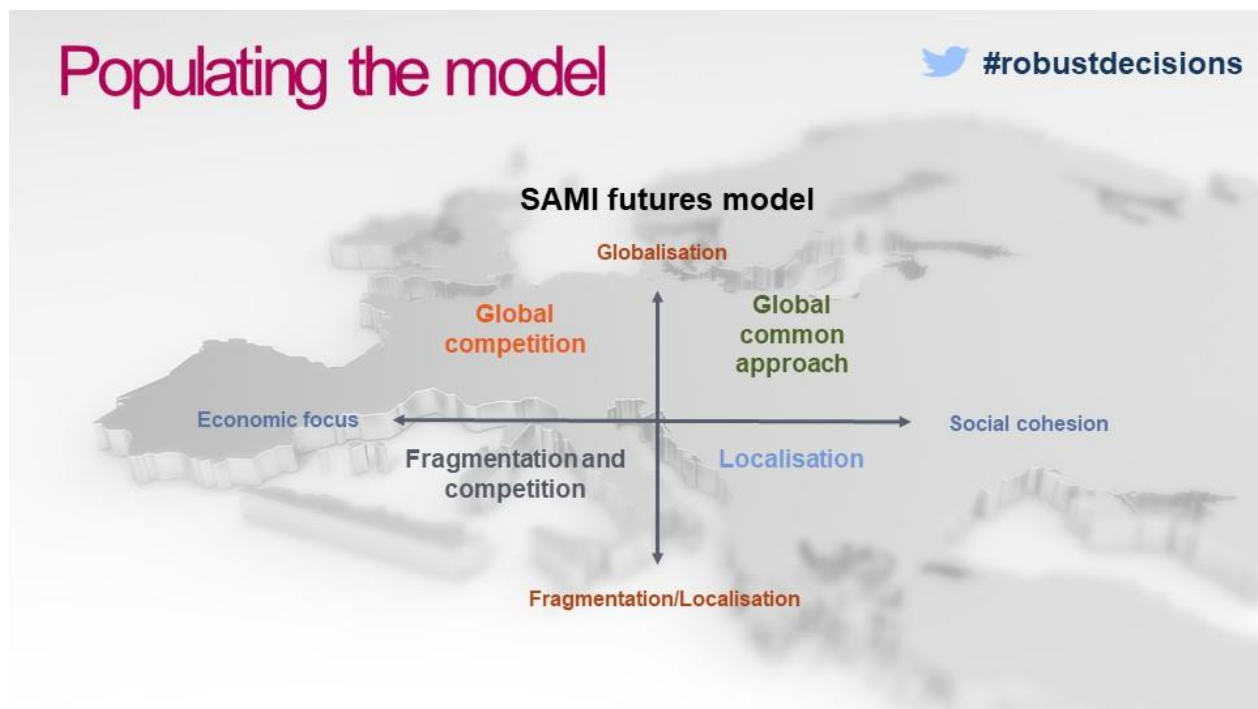 Populating the model
#robustdecisions
SAMI futures model
Globalisation
Global
competition
Global
common
approach
Economic focus
Social cohesion
Fragmentation and
competition
Localisation
Fragmentation/Localisation